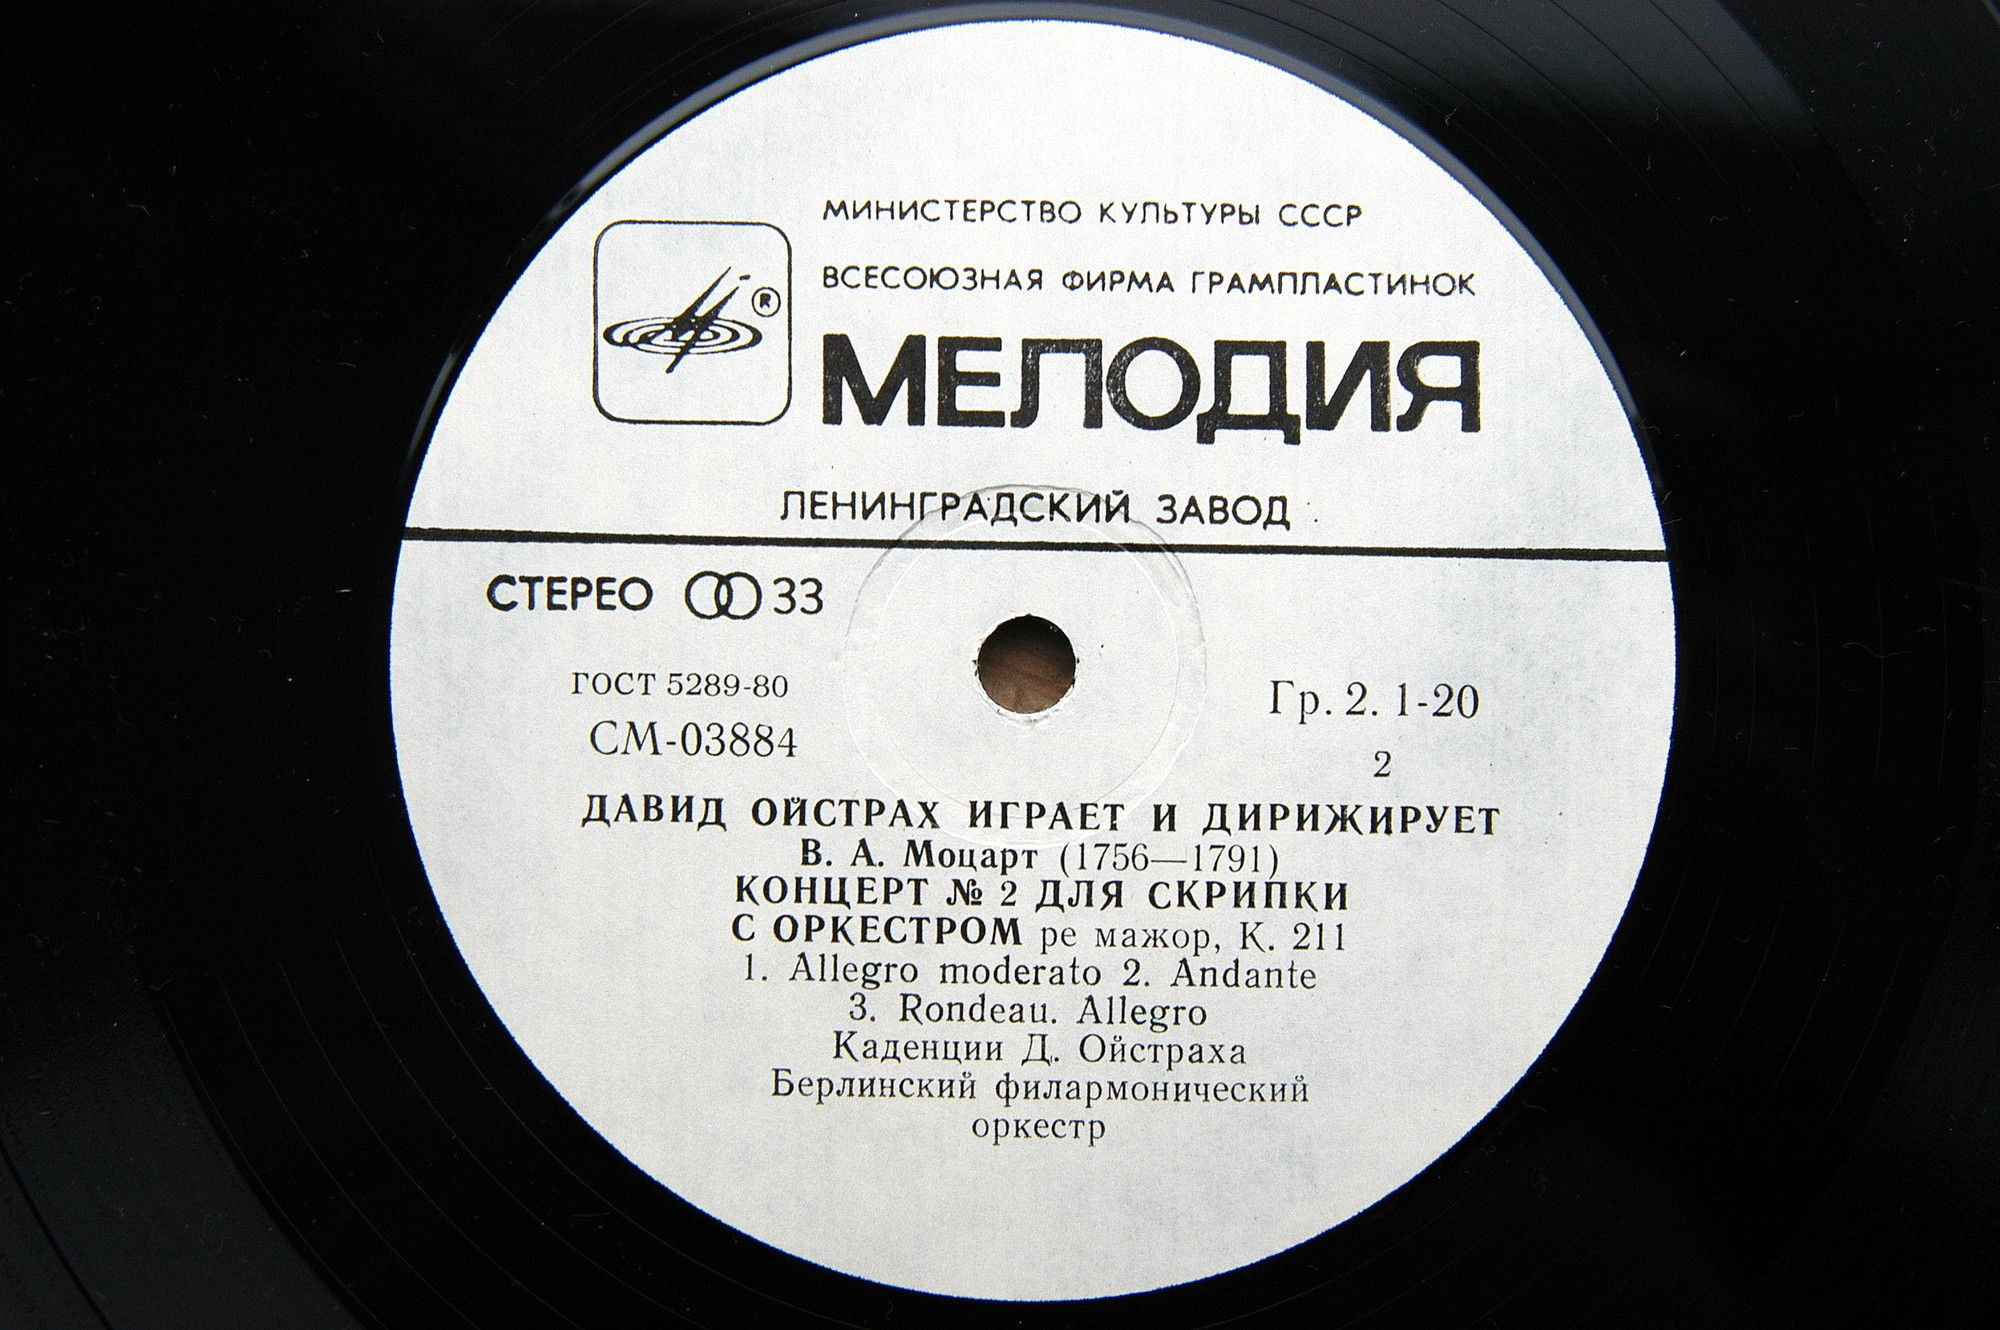 МИНИСТЕРСТВО КУЛЬТУРЫ СССР
ВСЕСОЮЗНАЯ ФИРМА ГРАМПЛАСТИНОК
®
МЕЛОДИЯ
ЛЕНИНГРАДСКИЙ ЗАВОД
СТЕРЕО 33
ГОСТ 5289-80
Гр. 2. 1-20
СМ-03884
2
ДАВИД ОЙСТРАХ ИГРАЕТ И ДИРИЖИРУЕТ
В. А. Моцарт (1756—1791)
КОНЦЕРТ № 2 ДЛЯ СКРИПКИ
С ОРКЕСТРОМ ре мажор, К. 211
1. Allegro moderato 2. Andante
3. Rondeau. Allegro
Каденции Д. Ойстраха
Берлинский филармонический
оркестр